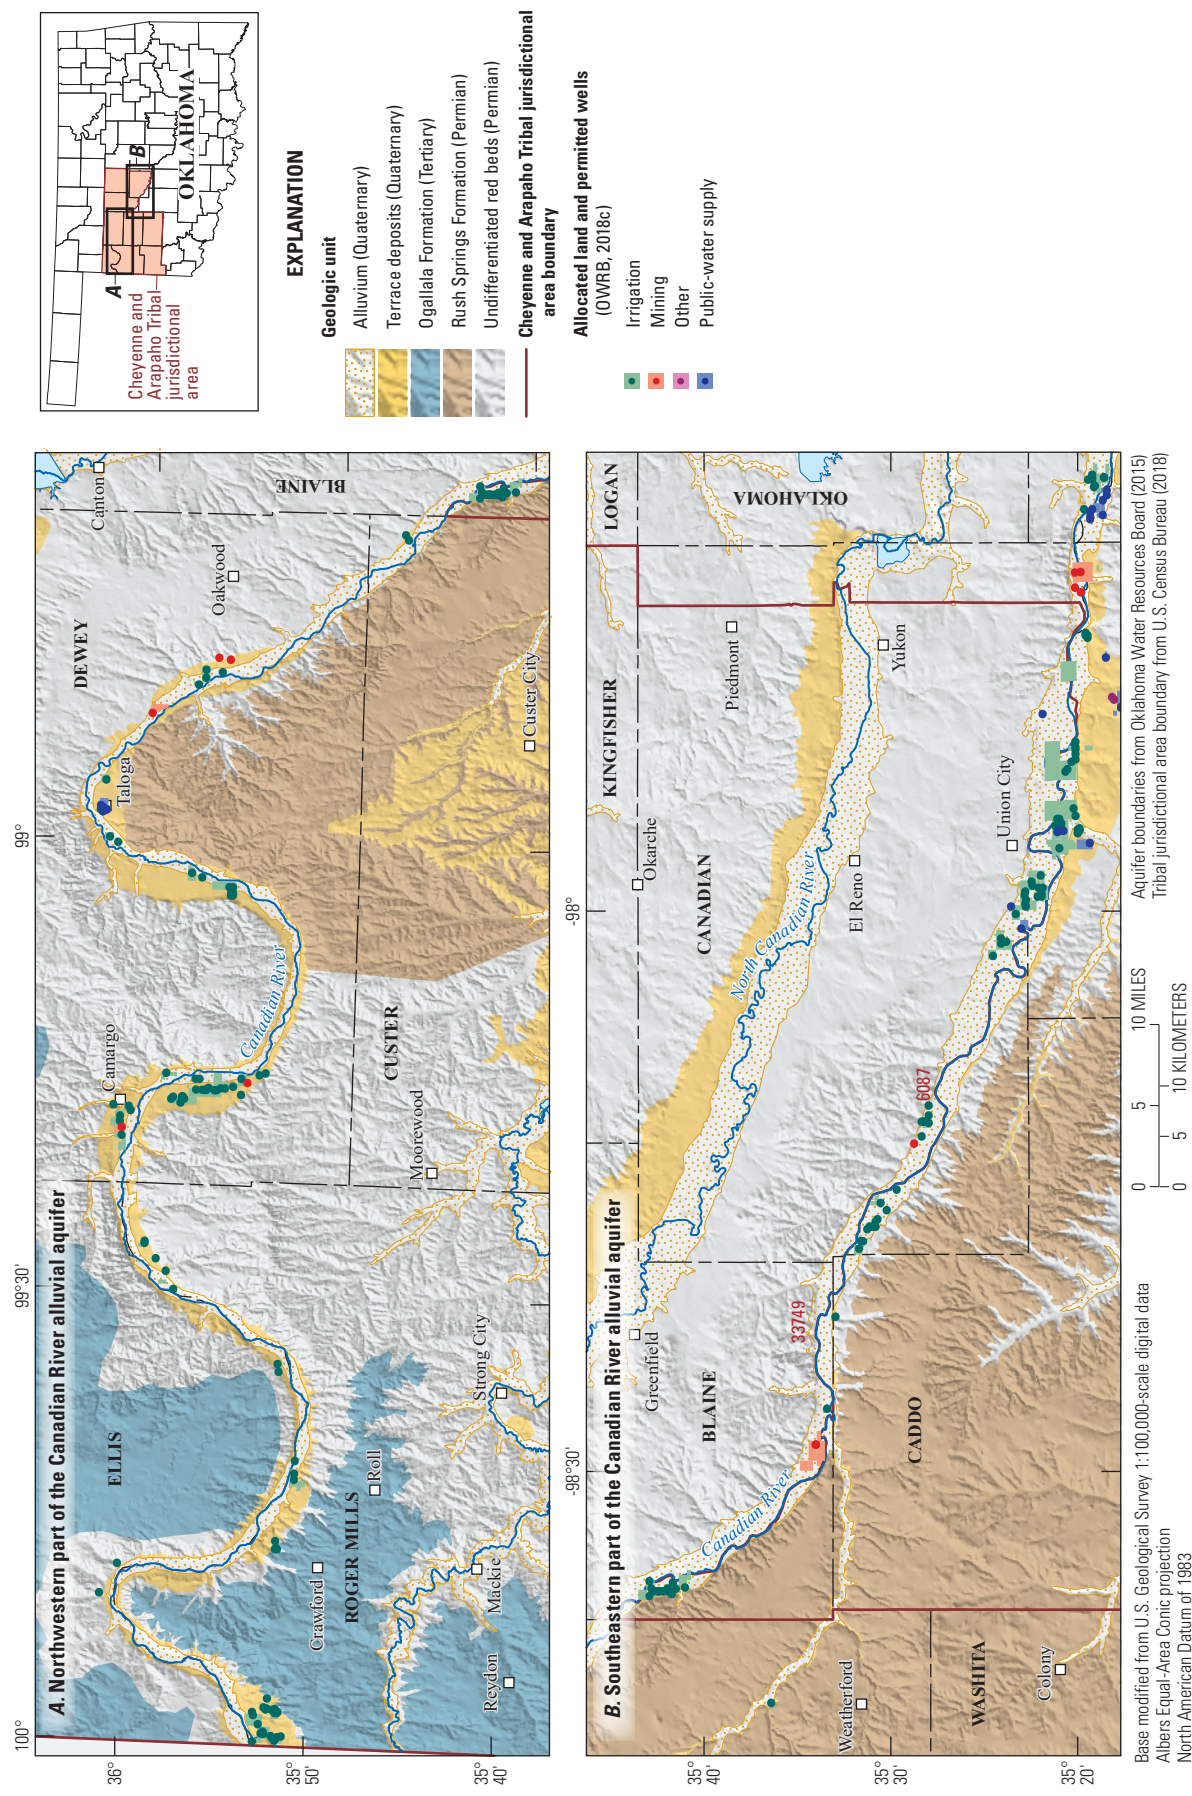 A. Northwestern part of the Canadian River alluvial aquifer
100°
99°30'
99°
36°
35°50'
35°40'
ELLIS
DEWEY
BLAINE
ROGER MILLS
CUSTER
Canton
Oakwood
Taloga
Camargo
Canadian River
Custer City
Moorewood
Strong City
Roll
Crawford
Mackie
Reydon
B. Southeastern part of the Canadian River alluvial aquifer
-98°30'
-98°
35°40'
35°30'
35°20'
LOGAN
OKLAHOMA
KINGFISHER
CANADIAN
BLAINE
CADDO
WASHITA
Piedmont
Yukon
Okarche
El Reno
Union City
Greenfield
Weatherford
Colony
North Canadian River
Canadian River
33749
6087
A
B
OKLAHOMA
Cheyenne and
Arapaho Tribal
jurisdictional
area
EXPLANATION
Geologic unit
Alluvium (Quaternary)
Terrace deposits (Quaternary)
Ogallala Formation (Tertiary)
Rush Springs Formation (Permian)
Undifferentiated red beds (Permian)
Cheyenne and Arapaho Tribal jurisdictional
area boundary
Allocated land and permitted wells
(OWRB, 2018c)
Irrigation
Mining
Other
Public-water supply
Base modified from U.S. Geological Survey 1:100,000-scale digital data
Albers Equal-Area Conic projection
North American Datum of 1983
0 5 10 MILES
0 5 10 KILOMETERS
Aquifer boundaries from Oklahoma Water Resources Board (2015)
Tribal jurisdictional area boundary from U.S. Census Bureau (2018)